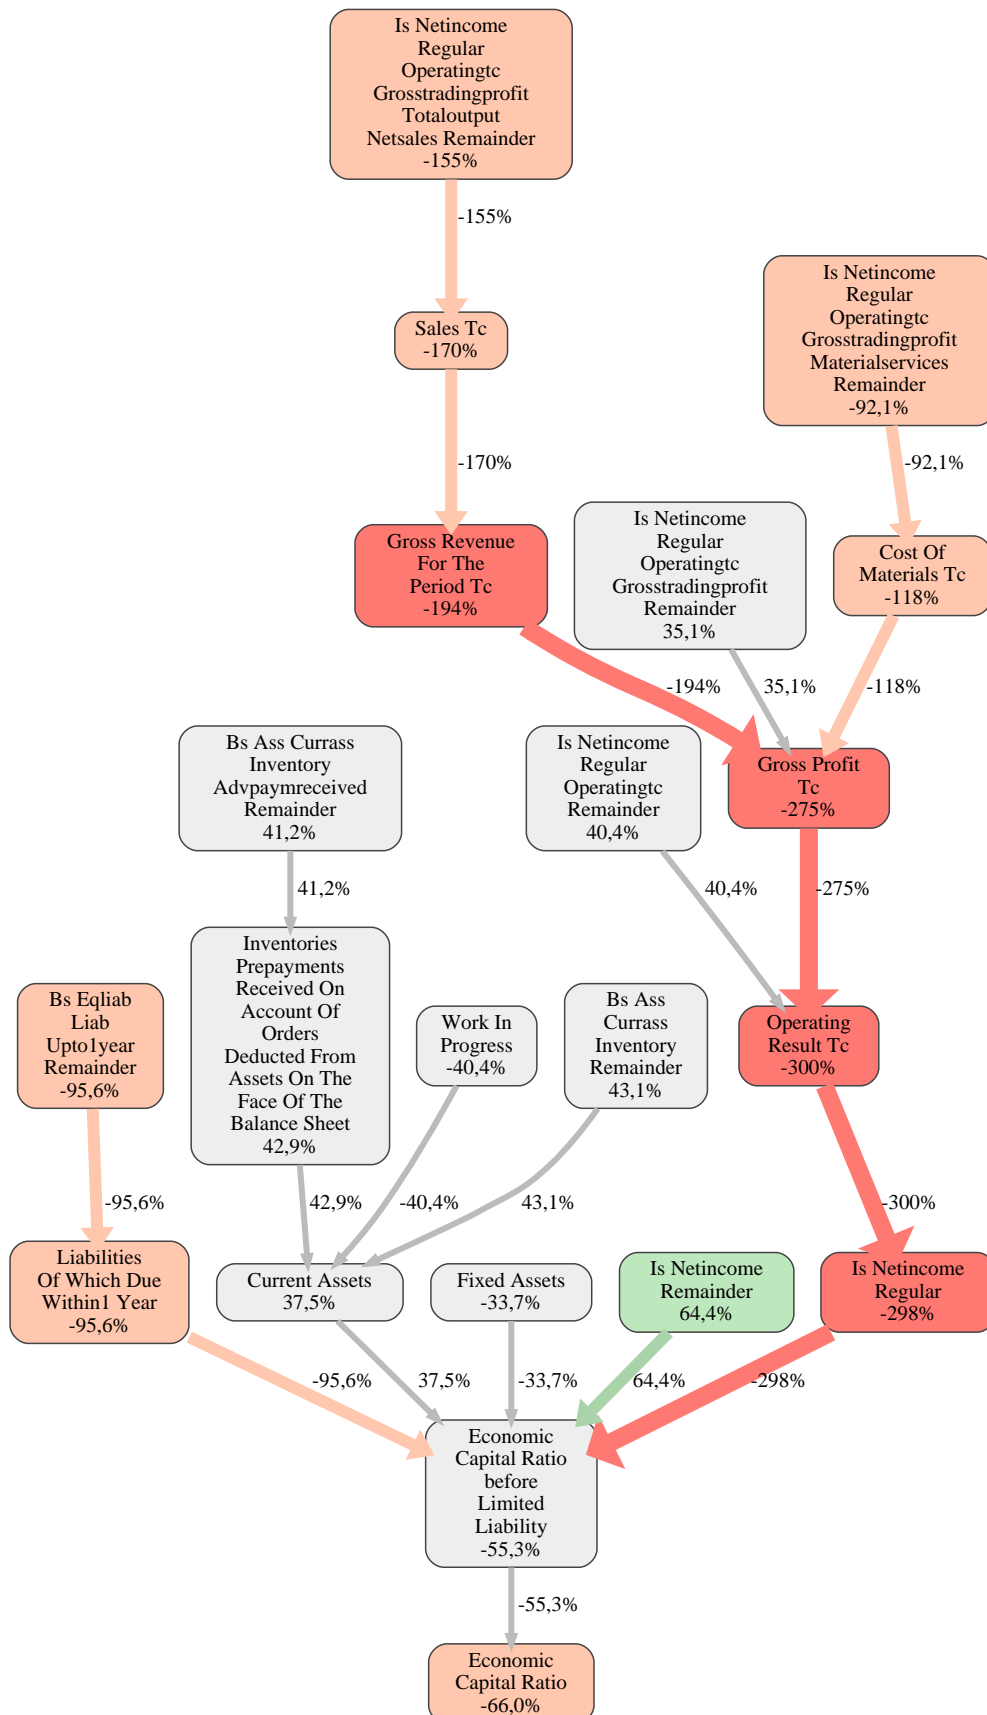 Is Netincome
Regular
Operatingtc
Grosstradingprofit
Totaloutput
Netsales Remainder
-155%
-155%
Sales Tc
-170%
-170%
Is Netincome
Regular
Operatingtc
Grosstradingprofit
Materialservices
Remainder
-92,1%
-92,1%
Gross Revenue
For The
Period Tc
-194%
Is Netincome
Regular
Operatingtc
Grosstradingprofit
Remainder
35,1%
Cost Of
Materials Tc
-118%
-194%
35,1%
-118%
Bs Ass Currass
Inventory
Advpaymreceived
Remainder
41,2%
Is Netincome
Regular
Operatingtc
Remainder
40,4%
Gross Profit
Tc
-275%
41,2%
40,4%
-275%
Bs Eqliab
Liab
Upto1year
Remainder
-95,6%
Inventories
Prepayments
Received On
Account Of
Orders
Deducted From
Assets On The
Face Of The
Balance Sheet
42,9%
Work In
Progress
-40,4%
Bs Ass
Currass
Inventory
Remainder
43,1%
Operating
Result Tc
-300%
-95,6%
42,9%
-40,4%
43,1%
-300%
Liabilities
Of Which Due
Within1 Year
-95,6%
Current Assets
37,5%
Fixed Assets
-33,7%
Is Netincome
Remainder
64,4%
Is Netincome
Regular
-298%
-95,6%
37,5%
-33,7%
64,4%
-298%
Economic
Capital Ratio
before
Limited
Liability
-55,3%
-55,3%
Economic
Capital Ratio
-66,0%